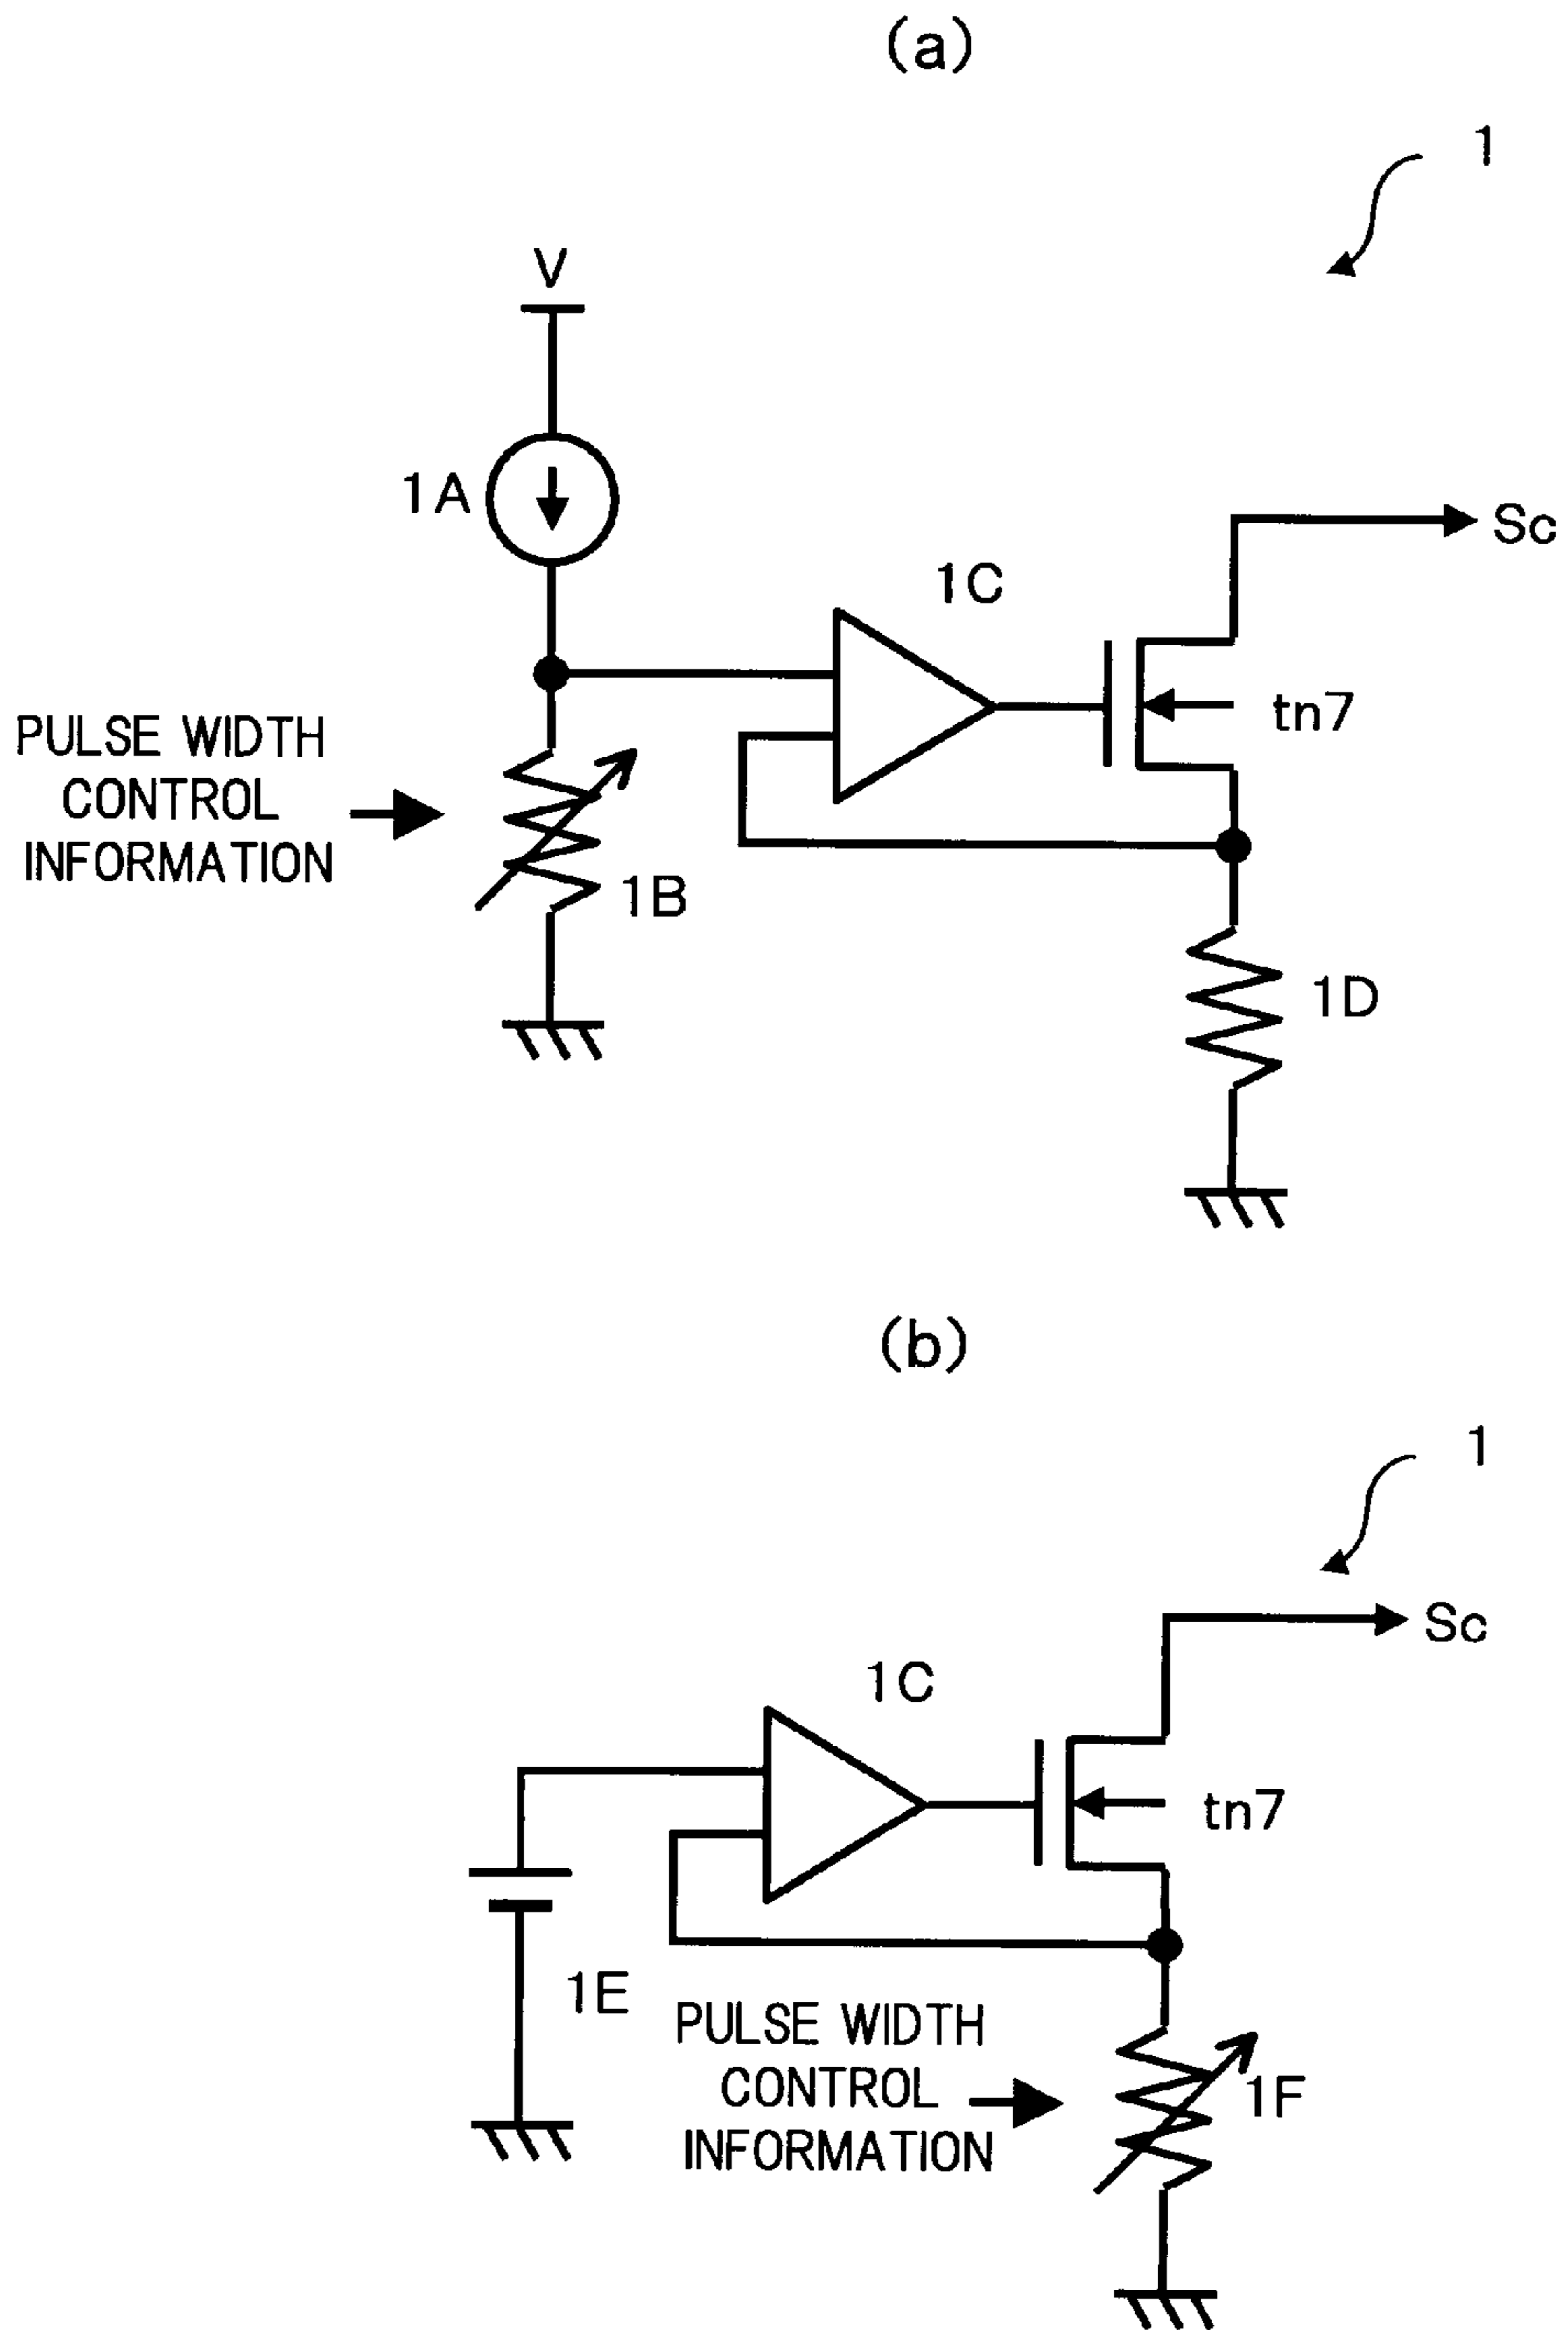 (a)
1
V
1A
Sc
1C
tn7
PULSE WIDTH
CONTROL
INFORMATION
1B
1D
(b)
1
Sc
1C
tn7
1E
PULSE WIDTH
CONTROL
INFORMATION
1F